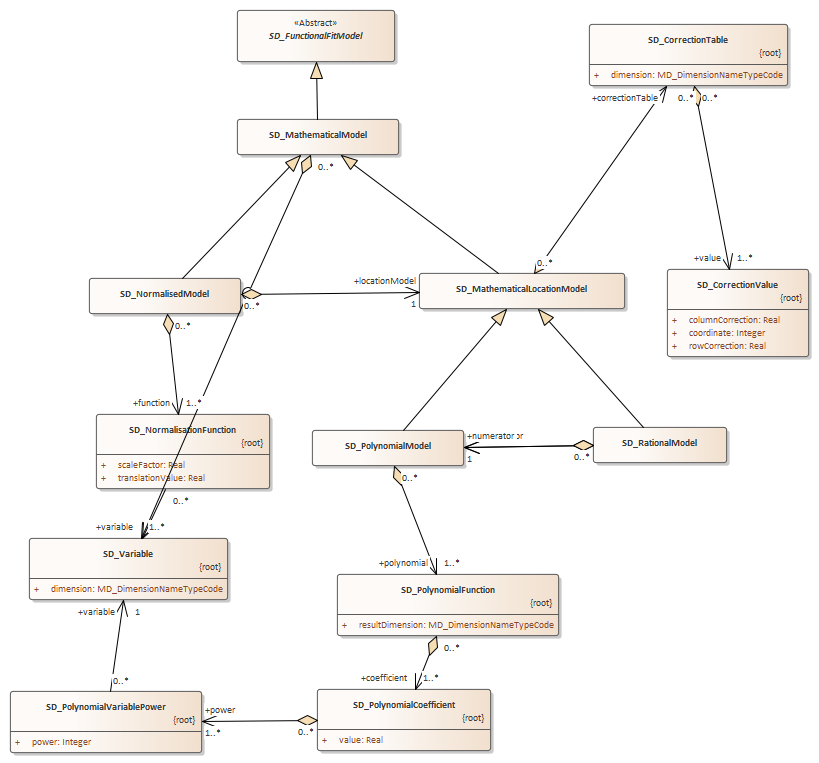 «Abstract»
SD_FunctionalFitModel
SD_CorrectionTable
{root}
+ dimension: MD_DimensionNameTypeCode
+correctionTable
0..*
0..*
SD_MathematicalModel
0..*
0..*
+value
1..*
SD_NormalisedModel
0..*
+locationModel
1
SD_MathematicalLocationModel
SD_CorrectionValue
{root}
+ columnCorrection: Real
+ coordinate: Integer
+ rowCorrection: Real
0..*
+function
1..*
SD_NormalisationFunction
{root}
+ scaleFactor: Real
+ translationValue: Real
SD_PolynomialModel
+numerator
1
0..*
SD_RationalModel
0..*
0..*
+variable
1..*
SD_Variable
{root}
+ dimension: MD_DimensionNameTypeCode
+polynomial
1..*
SD_PolynomialFunction
{root}
+ resultDimension: MD_DimensionNameTypeCode
+variable
1
0..*
+coefficient
1..*
0..*
SD_PolynomialVariablePower
{root}
+ power: Integer
+power
1..*
0..*
SD_PolynomialCoefficient
{root}
+ value: Real